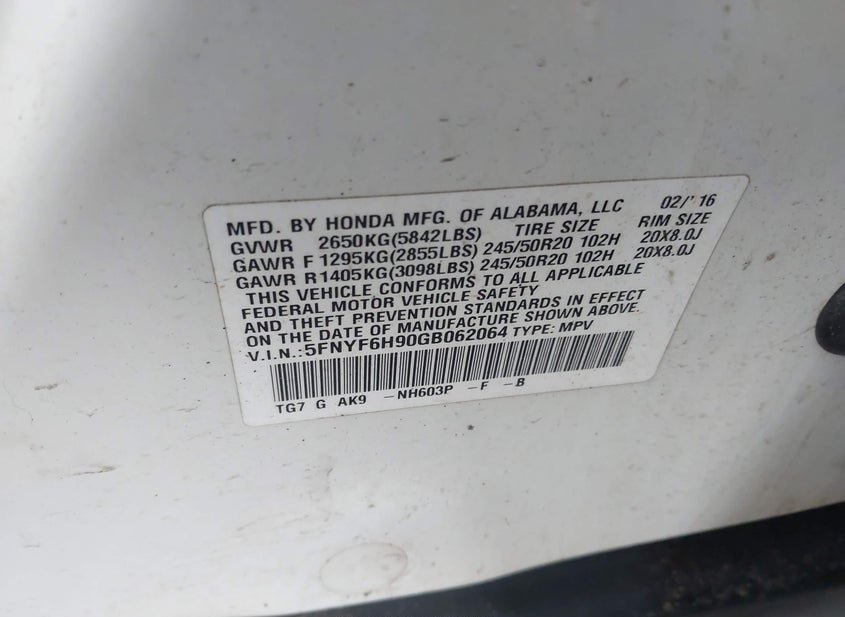 MFD. BY HONDA MFG. OF ALABAMA, LLC 02/'16
GVWR 2650KG(5842LBS) TIRE SIZE RIM SIZE
GAWR F 1295KG(2855LBS) 245/50R20 102H 20X8.0J
GAWR R1405KG(3098LBS) 245/50R20 102H 20X8.0J
THIS VEHICLE CONFORMS TO ALL APPLICABLE
FEDERAL MOTOR VEHICLE SAFETY
AND THEFT PREVENTION STANDARDS IN EFFECT
ON THE DATE OF MANUFACTURE SHOWN ABOVE.
V.I.N.:5FNYF6H90GB062064 TYPE: MPV
TG7 G AK9 -NH603P -F -B